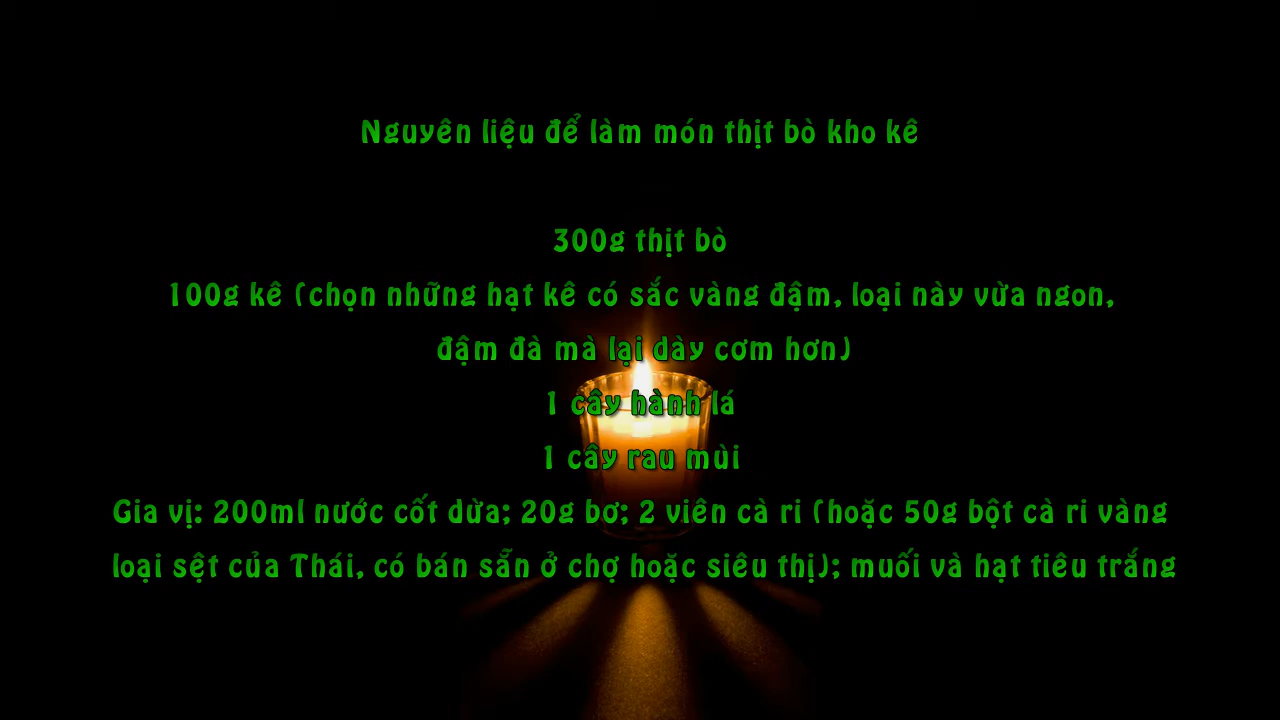 Nguyên liệu để làm món thịt bò kho kê
300g thịt bò
100g kê (chọn những hạt kê có sắc vàng đậm, loại này vừa ngon,
đậm đà mà lại dày cơm hơn)
1 cây hành lá
1 cây rau mùi
Gia vị: 200ml nước cốt dừa; 20g bơ; 2 viên cà ri (hoặc 50g bột cà ri vàng
loại sệt của Thái, có bán sẵn ở chợ hoặc siêu thị); muối và hạt tiêu trắng